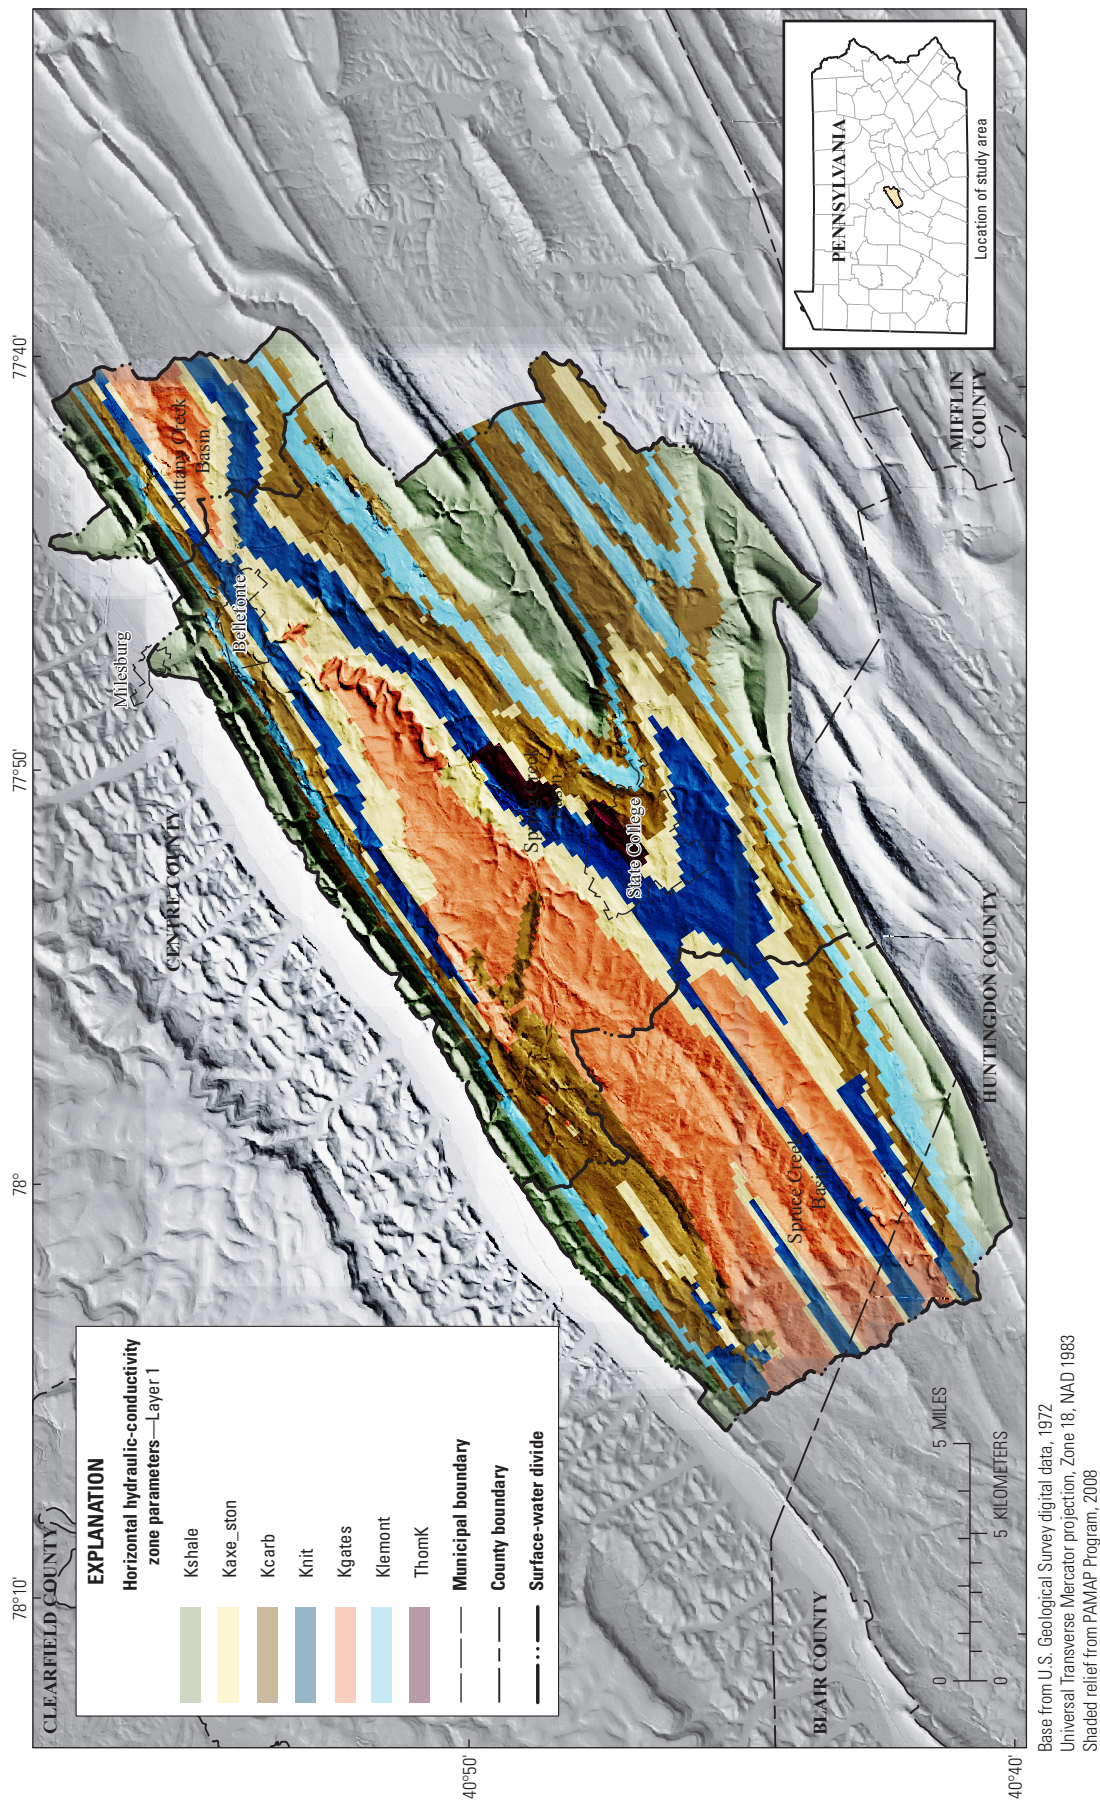 CLEARFIELD COUNTY
CENTRE COUNTY
Milesburg
Bellefonte
Nittany Creek
Basin
Spring Creek
Basin
State College
Spruce Creek
Basin
HUNTINGDON COUNTY
MIFFLIN
COUNTY
BLAIR COUNTY
78°10'
78°
77°50'
77°40'
40°50'
40°40'
EXPLANATION
Horizontal hydraulic-conductivity
zone parameters—Layer 1
Kshale
Kaxe_ston
Kcarb
Knit
Kgates
Klemont
ThomK
Municipal boundary
County boundary
Surface-water divide
0
5 MILES
0
5 KILOMETERS
PENNSYLVANIA
Location of study area
Base from U.S. Geological Survey digital data, 1972
Universal Transverse Mercator projection, Zone 18, NAD 1983
Shaded relief from PAMAP Program, 2008